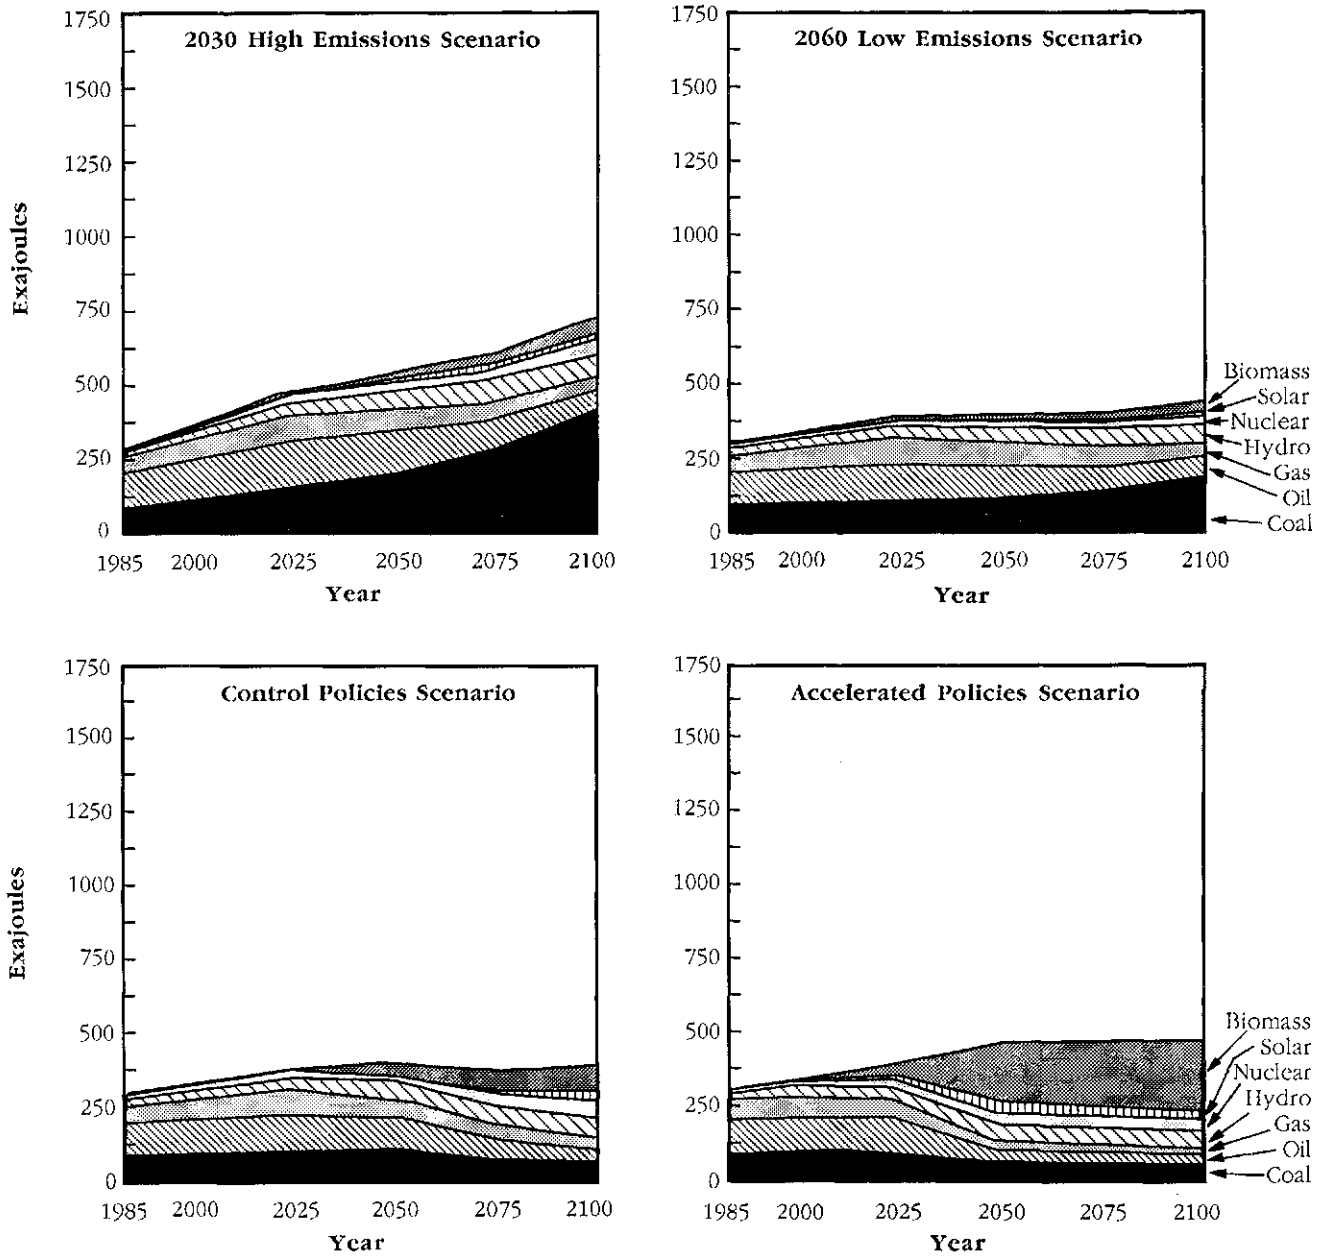 2030 High Emissions Scenario
1750
1500
1250
1000
750
500
250
0
Exajoules
1985 2000 2025 2050 2075 2100
Year
2060 Low Emissions Scenario
1750
1500
1250
1000
750
500
250
0
Biomass
Solar
Nuclear
Hydro
Gas
Oil
Coal
1985 2000 2025 2050 2075 2100
Year
Control Policies Scenario
1750
1500
1250
1000
750
500
250
0
Exajoules
1985 2000 2025 2050 2075 2100
Year
Accelerated Policies Scenario
1750
1500
1250
1000
750
500
250
0
Biomass
Solar
Nuclear
Hydro
Gas
Oil
Coal
1985 2000 2025 2050 2075 2100
Year